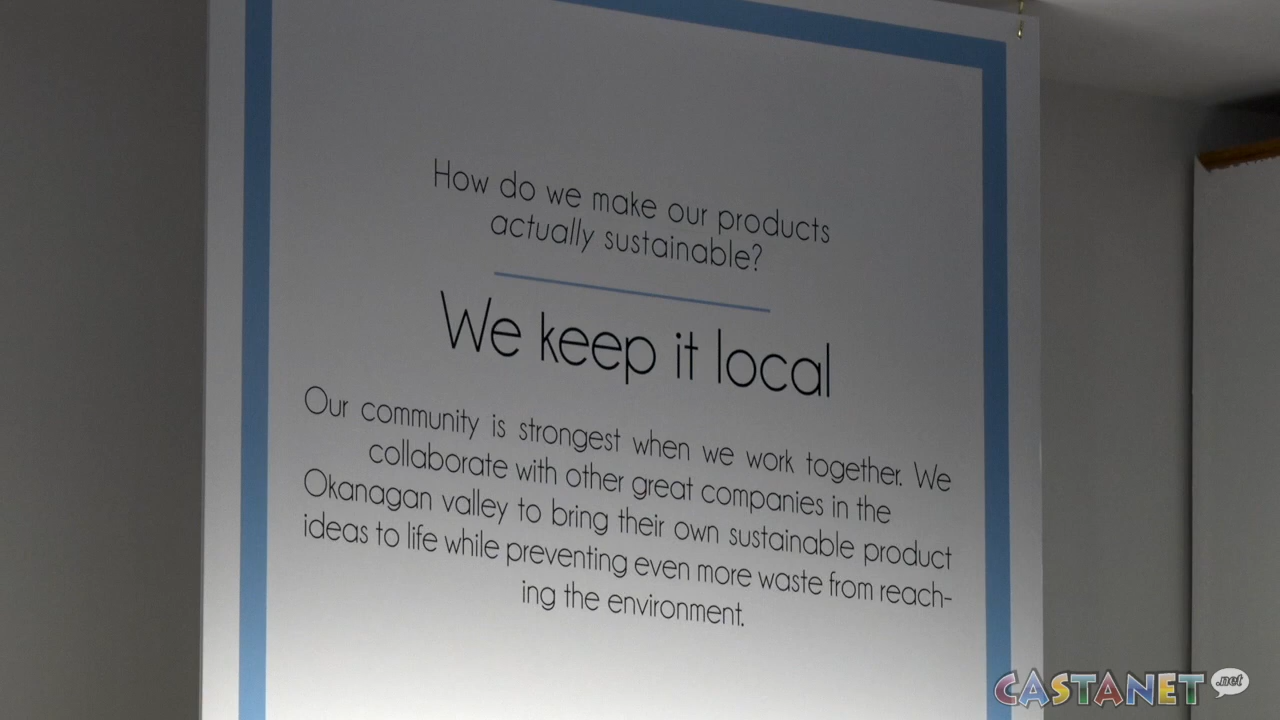 How do we make our products
actually sustainable?
We keep it local
Our community is strongest when we work together. We
collaborate with other great companies in the
Okanagan valley to bring their own sustainable product
ideas to life while preventing even more waste from reach-
ing the environment.
CASTANET .net